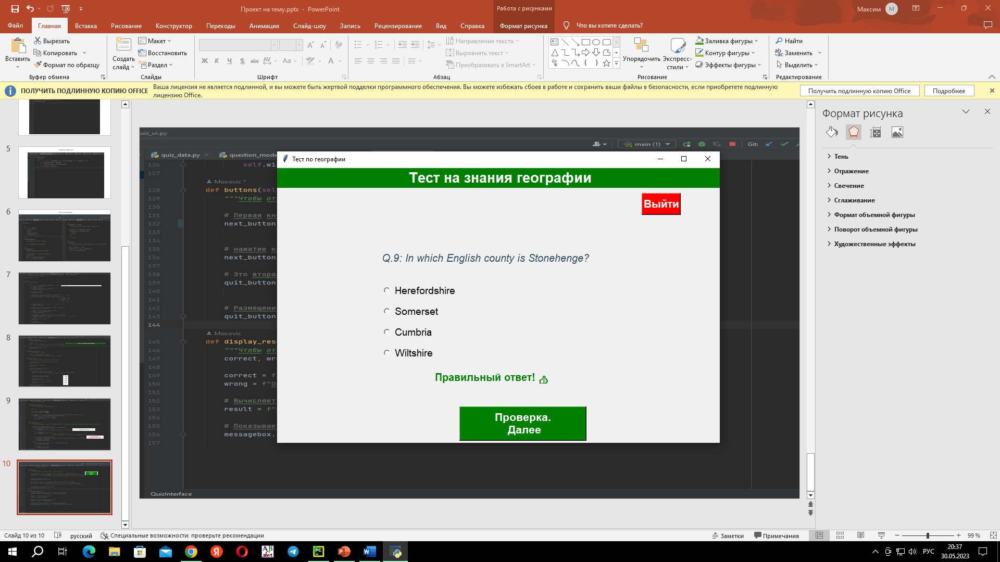 Проект на тему.pptx - PowerPoint
Работа с рисунками
Максим
М
Файл
Главная
Вставка
Рисование
Конструктор
Переходы
Анимация
Слайд-шоу
Запись
Рецензирование
Вид
Справка
Формат рисунка
Что вы хотите сделать?
Вставить
Вырезать
Копировать
Формат по образцу
Буфер обмена
Создать
слайд
Макет
Восстановить
Раздел
Слайды
Ж К Ч S abc AV Aa A
Шрифт
Направление текста
Выровнять текст
Преобразовать в SmartArt
Абзац
Упорядочить
Экспресс-
стили
Заливка фигуры
Контур фигуры
Эффекты фигуры
Рисование
Найти
Заменить
Выделить
Редактирование
ПОЛУЧИТЬ ПОДЛИННУЮ КОПИЮ OFFICE
Ваша лицензия не является подлинной, и вы можете быть жертвой подделки программного обеспечения. Вы можете избежать сбоев в работе и сохранить ваши файлы в безопасности, если приобретете подлинную
лицензию Office.
Получить подлинную копию Office
Подробнее
5
6
7
8
9
10
uiz_ui.py
main (1)
Git:
quiz_data.py
question_mode
126 self.wi
127
Moxovic *
128 def buttons(sel
129 """Чтобы от
130
131 # Первая кн
132 next_button
133
134
135 # нажатие к
136 next_button
137
138 # Это втора
139 quit_button
140
141
142 # Размещени
143 quit_button
144
Moxovic
145 def display_res
146 """Чтобы от
147 correct, wr
148
149 correct = f
150 wrong = f"О
151
152 # Вычисляет
153 result = f"
154
155 # Показывае
156 messagebox.
157
QuizInterface
Тест по географии
Тест на знания географии
Выйти
Q.9: In which English county is Stonehenge?
Herefordshire
Somerset
Cumbria
Wiltshire
Правильный ответ! 👍
Проверка.
Далее
Формат рисунка
Тень
Отражение
Свечение
Сглаживание
Формат объемной фигуры
Поворот объемной фигуры
Художественные эффекты
Слайд 10 из 10
русский
Специальные возможности: проверьте рекомендации
Заметки
Примечания
99 %
РУС
20:37
30.05.2023